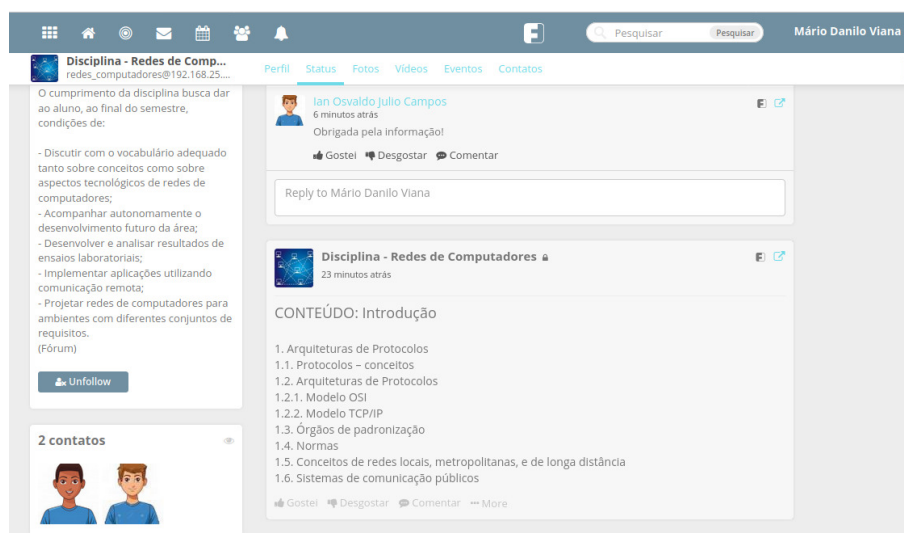 Pesquisar Pesquisar Mário Danilo Viana
Disciplina - Redes de Comp...
redes_computadores@192.168.25....
Perfil Status Fotos Vídeos Eventos Contatos
O cumprimento da disciplina busca dar
ao aluno, ao final do semestre,
condições de:
- Discutir com o vocabulário adequado
tanto sobre conceitos como sobre
aspectos tecnológicos de redes de
computadores;
- Acompanhar autonomamente o
desenvolvimento futuro da área;
- Desenvolver e analisar resultados de
ensaios laboratoriais;
- Implementar aplicações utilizando
comunicação remota;
- Projetar redes de computadores para
ambientes com diferentes conjuntos de
requisitos.
(Fórum)
Unfollow
2 contatos
Ian Osvaldo Julio Campos
6 minutos atrás
Obrigada pela informação!
Gostei Desgostar Comentar
Reply to Mário Danilo Viana
Disciplina - Redes de Computadores
23 minutos atrás
CONTEÚDO: Introdução
1. Arquiteturas de Protocolos
1.1. Protocolos – conceitos
1.2. Arquiteturas de Protocolos
1.2.1. Modelo OSI
1.2.2. Modelo TCP/IP
1.3. Órgãos de padronização
1.4. Normas
1.5. Conceitos de redes locais, metropolitanas, e de longa distância
1.6. Sistemas de comunicação públicos
Gostei Desgostar Comentar More